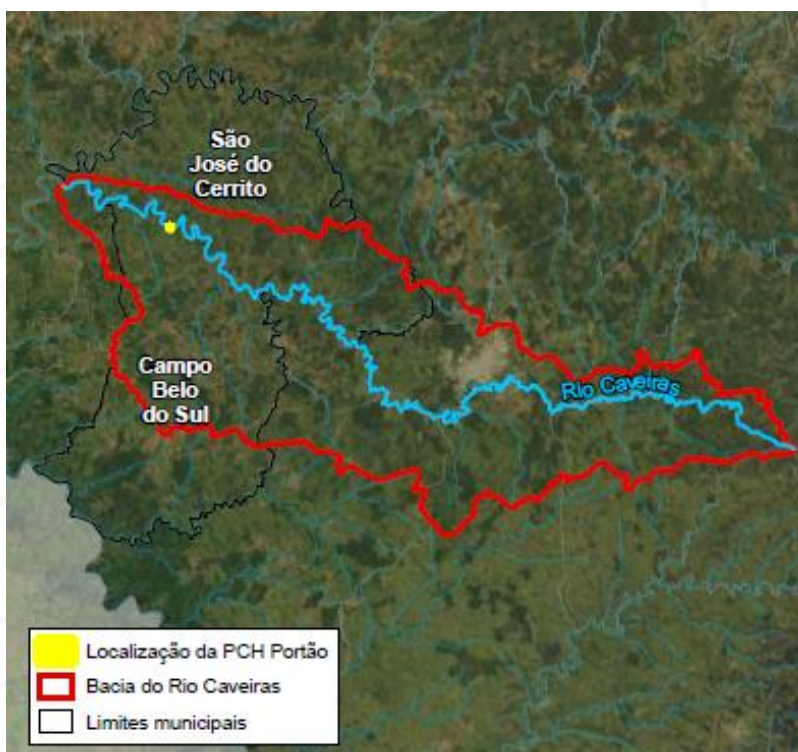 São
José do
Cerrito
Campo
Belo
do Sul
Rio Caveiras
Localização da PCH Portão
Bacia do Rio Caveiras
Limites municipais